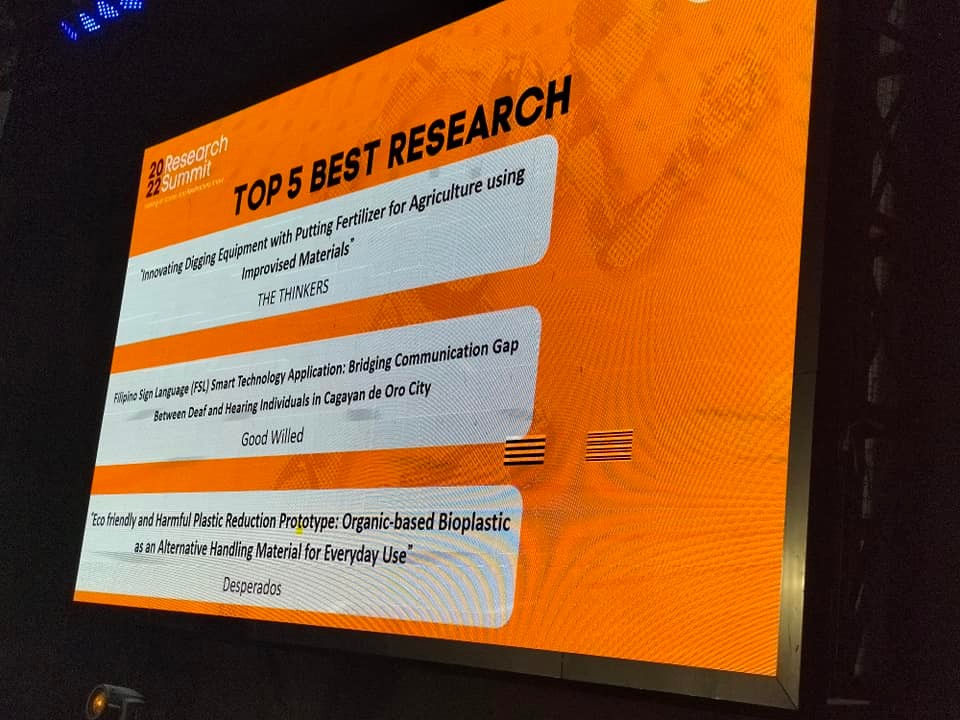 20 Research
22 Summit
TOP 5 BEST RESEARCH
"Innovating Digging Equipment with Putting Fertilizer for Agriculture using
Improvised Materials"
THE THINKERS
Filipino Sign Language (FSL) Smart Technology Application: Bridging Communication Gap
Between Deaf and Hearing Individuals in Cagayan de Oro City
Good Willed
"Eco friendly and Harmful Plastic Reduction Prototype: Organic-based Bioplastic
as an Alternative Handling Material for Everyday Use"
Desperados